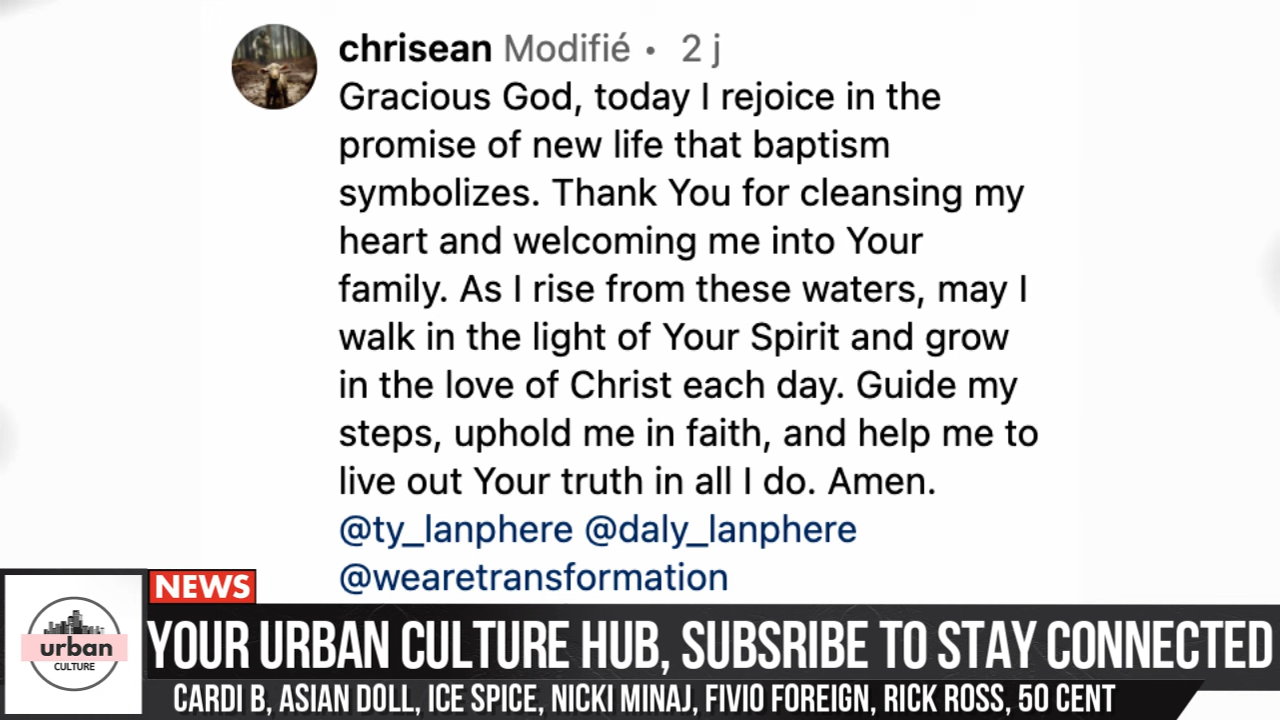 chrisean Modifié • 2 j
Gracious God, today I rejoice in the
promise of new life that baptism
symbolizes. Thank You for cleansing my
heart and welcoming me into Your
family. As I rise from these waters, may I
walk in the light of Your Spirit and grow
in the love of Christ each day. Guide my
steps, uphold me in faith, and help me to
live out Your truth in all I do. Amen.
@ty_lanphere @daly_lanphere
@wearetransformation
NEWS
urban
CULTURE
YOUR URBAN CULTURE HUB, SUBSRIBE TO STAY CONNECTED
CARDI B, ASIAN DOLL, ICE SPICE, NICKI MINAJ, FIVIO FOREIGN, RICK ROSS, 50 CENT